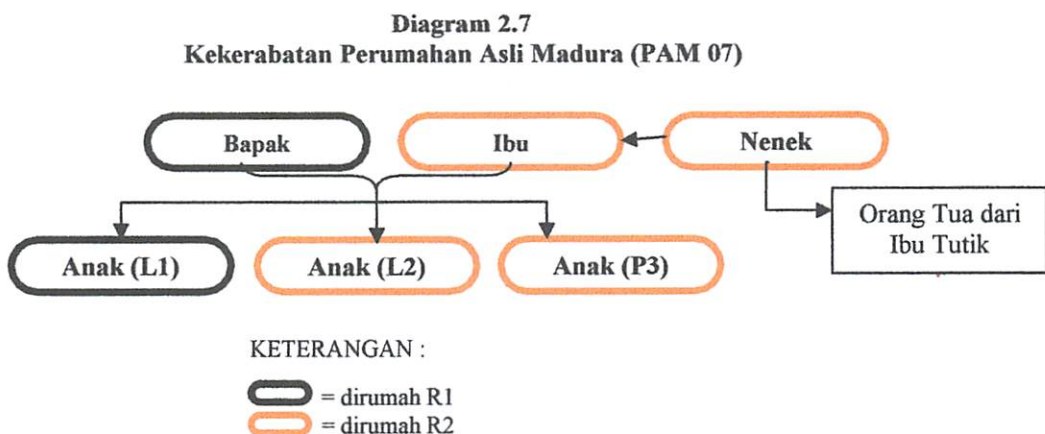 Diagram 2.7
Kekerabatan Perumahan Asli Madura (PAM 07)
Bapak
Ibu
Nenek
Orang Tua dari
Ibu Tutik
Anak (L1)
Anak (L2)
Anak (P3)
KETERANGAN :
= dirumah R1
= dirumah R2